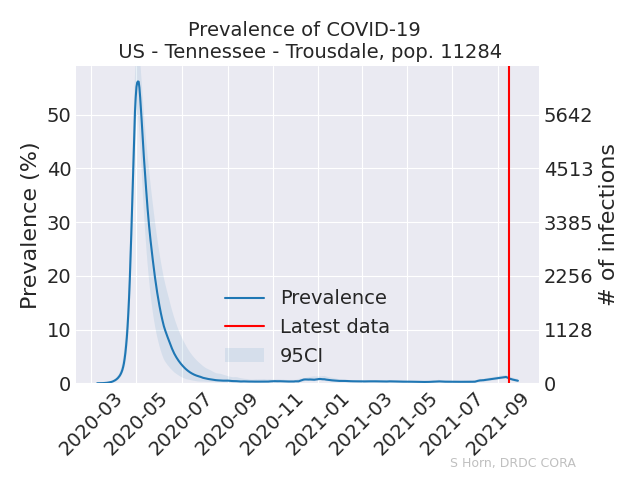 Prevalence of COVID-19
US - Tennessee - Trousdale, pop. 11284
Prevalence (%)
50
40
30
20
10
0
5642
4513
3385
2256
1128
0
# of infections
Prevalence
Latest data
95CI
2020-03
2020-05
2020-07
2020-09
2020-11
2021-01
2021-03
2021-05
2021-07
2021-09
S Horn, DRDC CORA